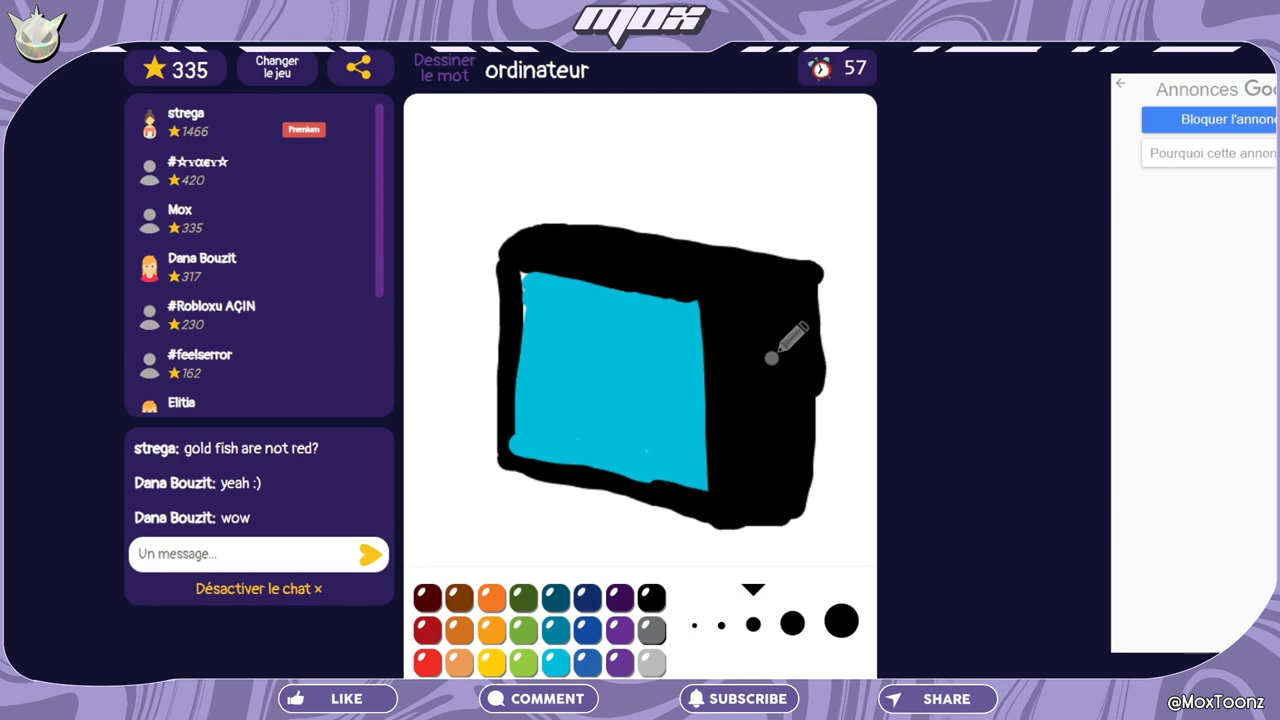 MOX
335
Changer
le jeu
Dessiner
le mot
ordinateur
57
strega
1466
Premium
#☆ʏαєʏ☆
420
Mox
335
Dana Bouzit
317
#Robloxu AÇIN
230
#feelserror
162
Elitia
strega: gold fish are not red?
Dana Bouzit: yeah :)
Dana Bouzit: wow
Un message...
Désactiver le chat ×
Annonces Goo
Bloquer l'annonc
Pourquoi cette annon
LIKE
COMMENT
SUBSCRIBE
SHARE
@MoxToonz